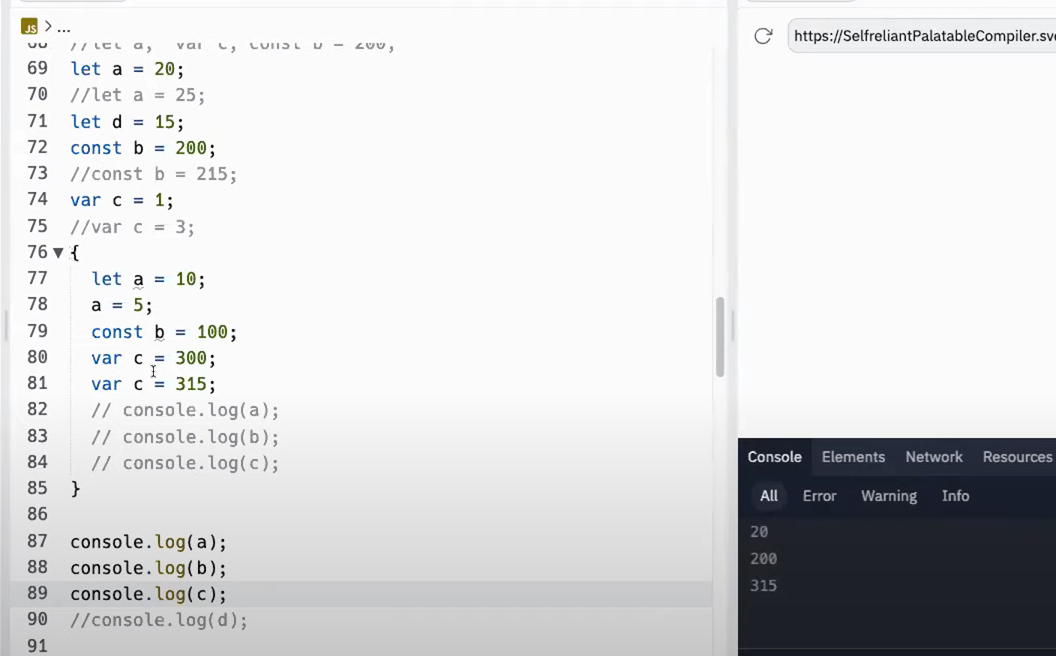 JS > ...
68 //let a, var c, const b = 200;
69 let a = 20;
70 //let a = 25;
71 let d = 15;
72 const b = 200;
73 //const b = 215;
74 var c = 1;
75 //var c = 3;
76 ▼ {
77 let a = 10;
78 a = 5;
79 const b = 100;
80 var c = 300;
81 var c = 315;
82 // console.log(a);
83 // console.log(b);
84 // console.log(c);
85 }
86
87 console.log(a);
88 console.log(b);
89 console.log(c);
90 //console.log(d);
91
https://SelfreliantPalatableCompiler.sv
Console Elements Network Resources
All Error Warning Info
20
200
315